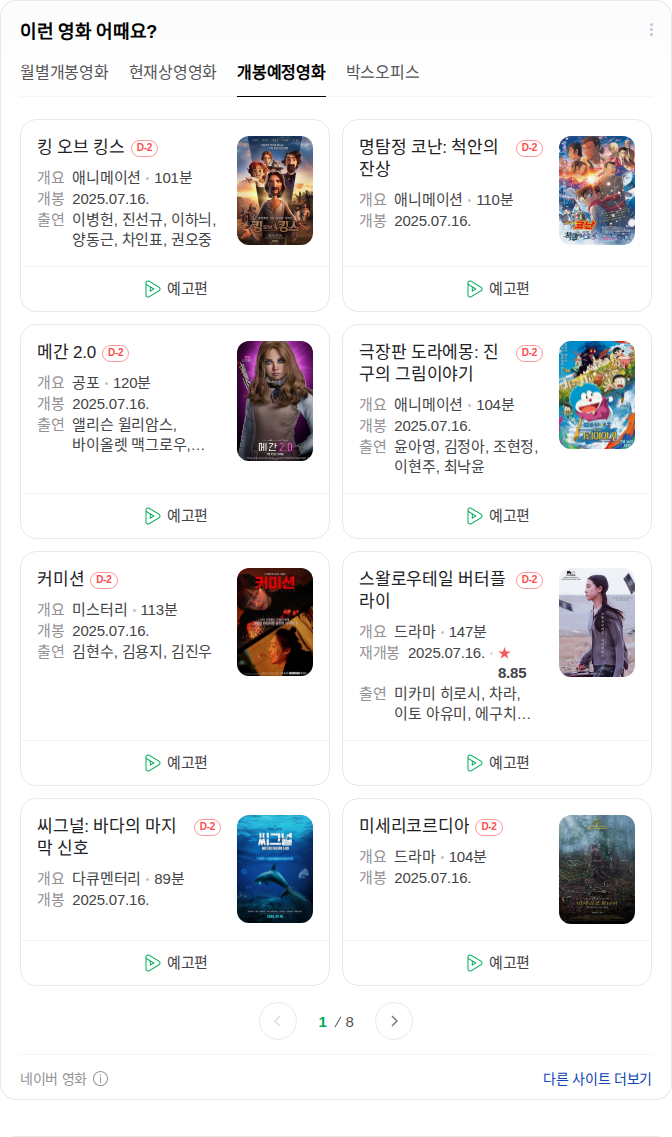 이런 영화 어때요?
월별개봉영화 현재상영영화 개봉예정영화 박스오피스
킹 오브 킹스 D-2
개요 애니메이션 · 101분
개봉 2025.07.16.
출연 이병헌, 진선규, 이하늬,
양동근, 차인표, 권오중
예고편
명탐정 코난: 척안의 D-2
잔상
개요 애니메이션 · 110분
개봉 2025.07.16.
예고편
메간 2.0 D-2
개요 공포 · 120분
개봉 2025.07.16.
출연 앨리슨 윌리암스,
바이올렛 맥그로우,...
메간 2.0
예고편
극장판 도라에몽: 진 D-2
구의 그림이야기
개요 애니메이션 · 104분
개봉 2025.07.16.
출연 윤아영, 김정아, 조현정,
이현주, 최낙윤
예고편
커미션 D-2
개요 미스터리 · 113분
개봉 2025.07.16.
출연 김현수, 김용지, 김진우
커미션
예고편
스왈로우테일 버터플 D-2
라이
개요 드라마 · 147분
재개봉 2025.07.16. · ★
8.85
출연 미카미 히로시, 차라,
이토 아유미, 에구치...
예고편
씨그널: 바다의 마지 D-2
막 신호
개요 다큐멘터리 · 89분
개봉 2025.07.16.
씨그널
예고편
미세리코르디아 D-2
개요 드라마 · 104분
개봉 2025.07.16.
예고편
1 / 8
네이버 영화
다른 사이트 더보기